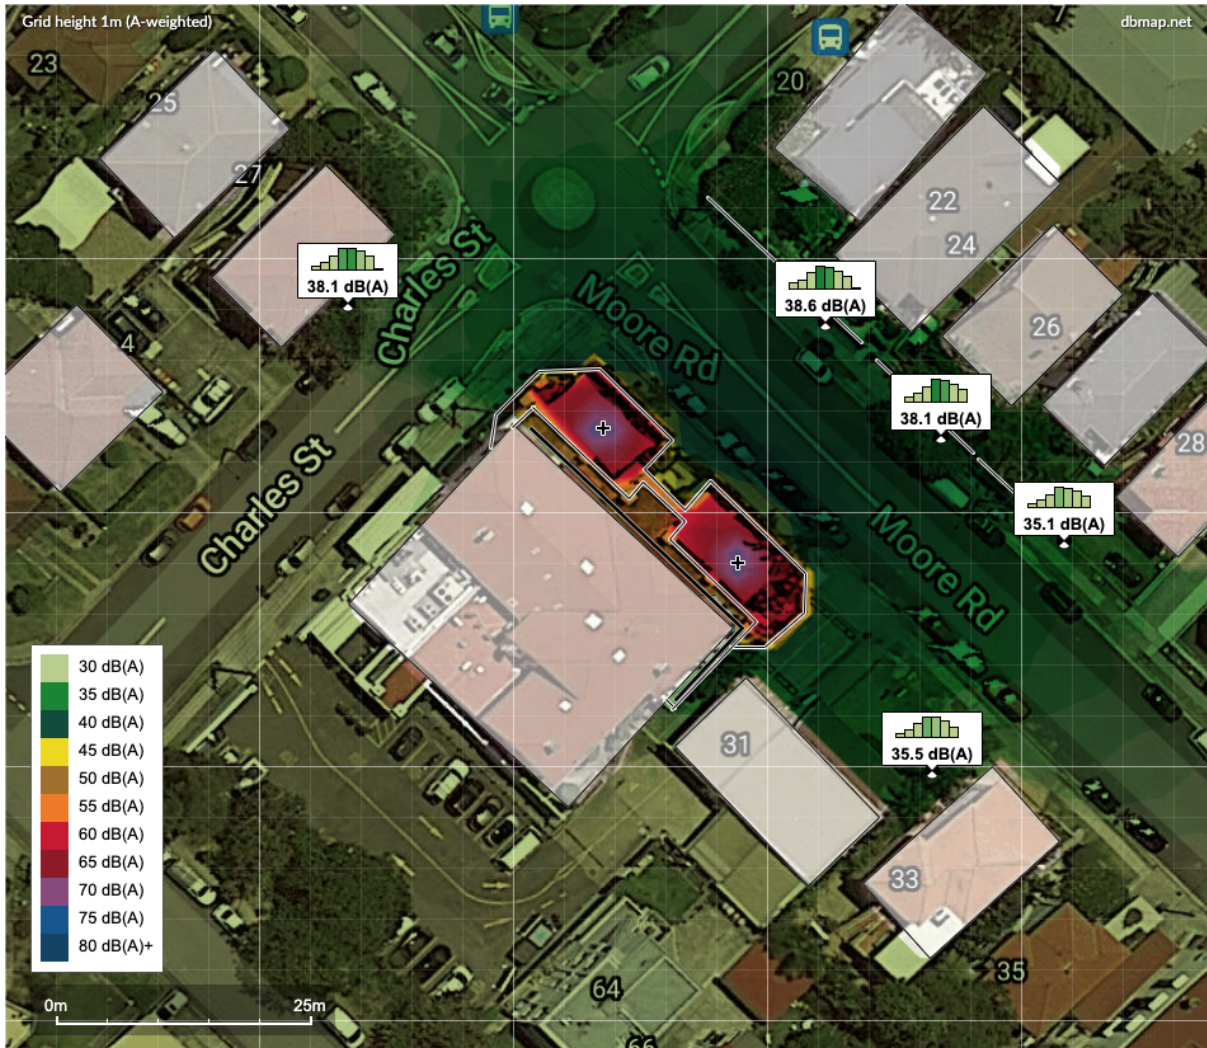 Grid height 1m (A-weighted)
dbmap.net
23
25
20
27
22
24
38.1 dB(A)
38.6 dB(A)
Charles St
Moore Rd
26
4
38.1 dB(A)
28
35.1 dB(A)
Charles St
Moore Rd
31
35.5 dB(A)
33
35
64
66
30 dB(A)
35 dB(A)
40 dB(A)
45 dB(A)
50 dB(A)
55 dB(A)
60 dB(A)
65 dB(A)
70 dB(A)
75 dB(A)
80 dB(A)+
0m
25m